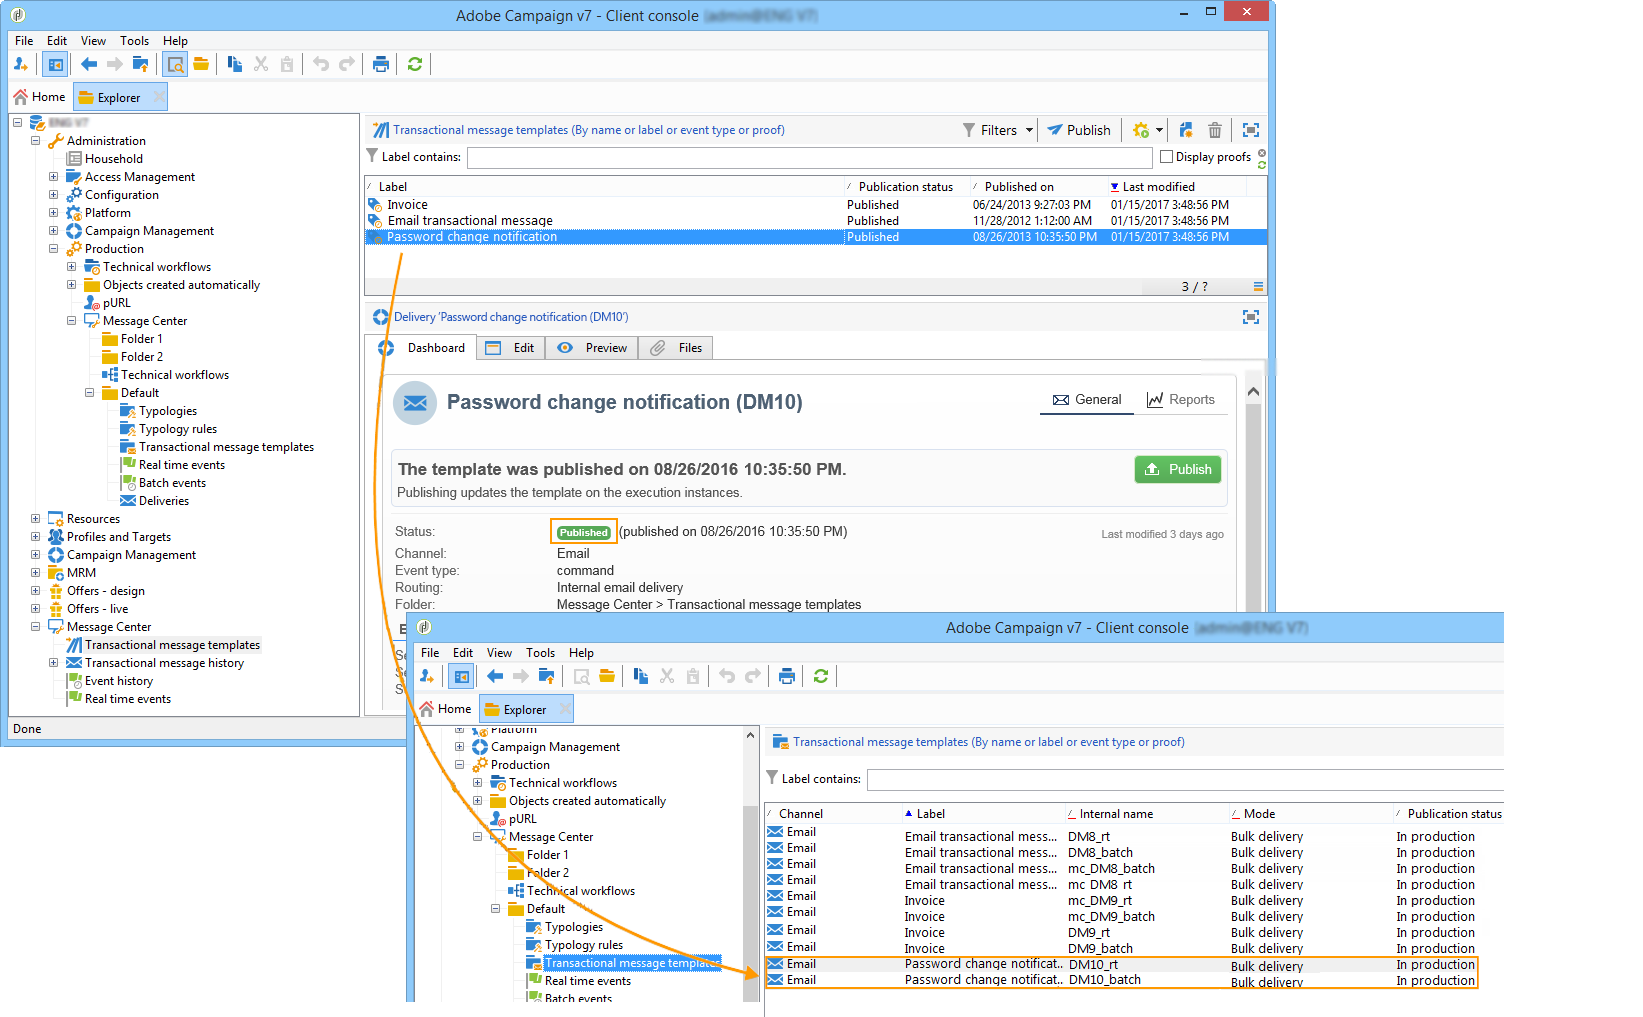 Adobe Campaign v7 - Client console
File Edit View Tools Help
Home Explorer
Administration
Household
Access Management
Configuration
Platform
Campaign Management
Production
Technical workflows
Objects created automatically
pURL
Message Center
Folder 1
Folder 2
Technical workflows
Default
Typologies
Typology rules
Transactional message templates
Real time events
Batch events
Deliveries
Resources
Profiles and Targets
Campaign Management
MRM
Offers - design
Offers - live
Message Center
Transactional message templates
Transactional message history
Event history
Real time events
Done
Transactional message templates (By name or label or event type or proof) Filters Publish
Label contains: Display proofs
Label Publication status Published on Last modified
Invoice Published 06/24/2013 9:27:03 PM 01/15/2017 3:48:56 PM
Email transactional message Published 11/28/2012 1:12:00 AM 01/15/2017 3:48:56 PM
Password change notification Published 08/26/2013 10:35:50 PM 01/15/2017 3:48:56 PM
3 / ?
Delivery 'Password change notification (DM10')
Dashboard Edit Preview Files
Password change notification (DM10) General Reports
The template was published on 08/26/2016 10:35:50 PM. Publish
Publishing updates the template on the execution instances.
Status: Published (published on 08/26/2016 10:35:50 PM) Last modified 3 days ago
Channel: Email
Event type: command
Routing: Internal email delivery
Folder: Message Center > Transactional message templates
Adobe Campaign v7 - Client console
File Edit View Tools Help
Home Explorer
Platform
Campaign Management
Production
Technical workflows
Objects created automatically
pURL
Message Center
Folder 1
Folder 2
Technical workflows
Default
Typologies
Typology rules
Transactional message templates
Real time events
Batch events
Transactional message templates (By name or label or event type or proof)
Label contains:
Channel Label Internal name Mode Publication status
Email Email transactional mess... DM8_rt Bulk delivery In production
Email Email transactional mess... DM8_batch Bulk delivery In production
Email Email transactional mess... mc_DM8_batch Bulk delivery In production
Email Email transactional mess... mc DM8 rt Bulk delivery In production
Email Invoice mc_DM9_rt Bulk delivery In production
Email Invoice mc_DM9_batch Bulk delivery In production
Email Invoice DM9_rt Bulk delivery In production
Email Invoice DM9_batch Bulk delivery In production
Email Password change notificat.. DM10_rt Bulk delivery In production
Email Password change notificat.. DM10_batch Bulk delivery In production